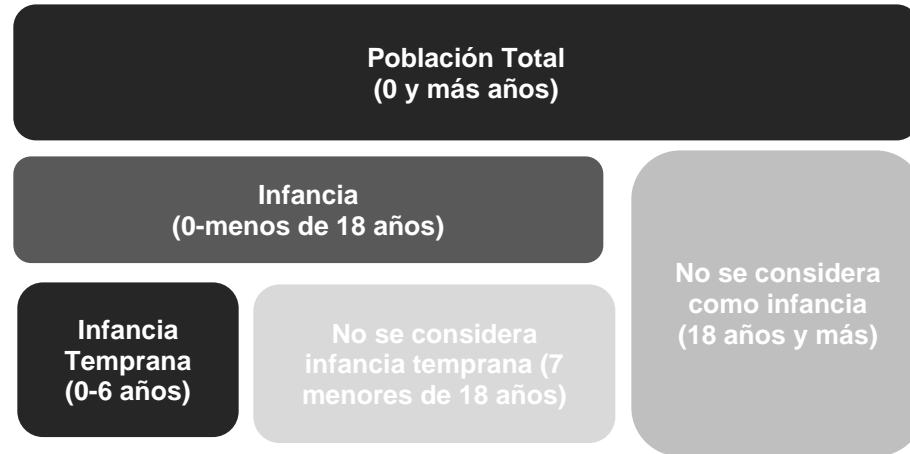 Población Total
(0 y más años)
Infancia
(0-menos de 18 años)
No se considera
como infancia
(18 años y más)
Infancia
Temprana
(0-6 años)
No se considera
infancia temprana (7
menores de 18 años)